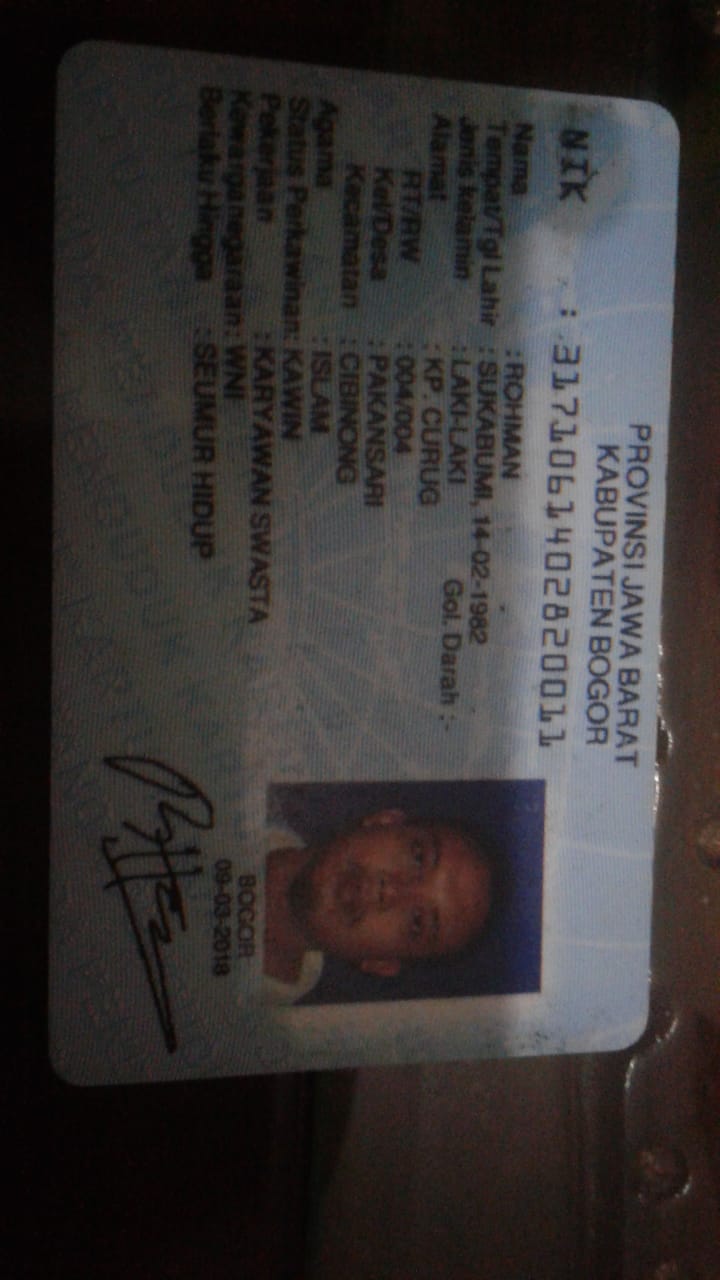 PROVINSI JAWA BARAT
KABUPATEN BOGOR
NIK : 3171061402820011
Nama : ROHMAN
Tempat/Tgl Lahir : SUKABUMI, 14-02-1982
Jenis kelamin : LAKI-LAKI Gol. Darah :-
Alamat : KP. CURUG
RT/RW : 004/004
Kel/Desa : PAKANSARI
Kecamatan : CIBINONG
Agama : ISLAM
Status Perkawinan: KAWIN
Pekerjaan : KARYAWAN SWASTA
Kewarganegaraan: WNI
Berlaku Hingga : SEUMUR HIDUP
BOGOR
09-03-2018